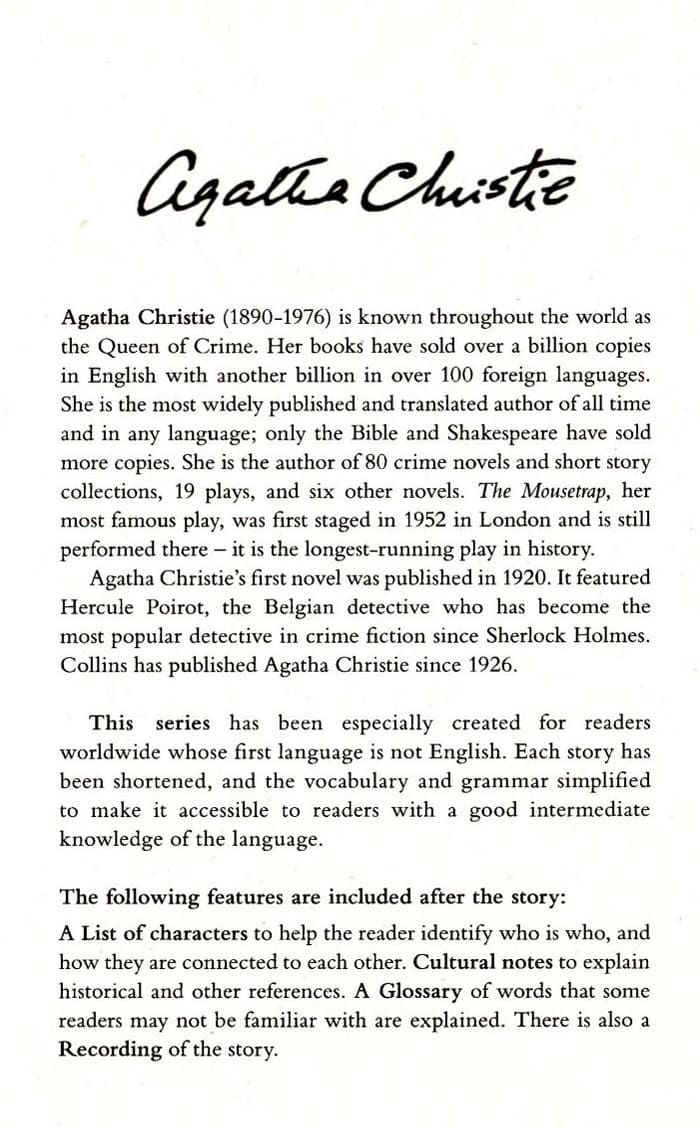 Agatha Christie
Agatha Christie (1890–1976) is known throughout the world as
the Queen of Crime. Her books have sold over a billion copies
in English with another billion in over 100 foreign languages.
She is the most widely published and translated author of all time
and in any language; only the Bible and Shakespeare have sold
more copies. She is the author of 80 crime novels and short story
collections, 19 plays, and six other novels. The Mousetrap, her
most famous play, was first staged in 1952 in London and is still
performed there – it is the longest-running play in history.
Agatha Christie's first novel was published in 1920. It featured
Hercule Poirot, the Belgian detective who has become the
most popular detective in crime fiction since Sherlock Holmes.
Collins has published Agatha Christie since 1926.
This series has been especially created for readers
worldwide whose first language is not English. Each story has
been shortened, and the vocabulary and grammar simplified
to make it accessible to readers with a good intermediate
knowledge of the language.
The following features are included after the story:
A List of characters to help the reader identify who is who, and
how they are connected to each other. Cultural notes to explain
historical and other references. A Glossary of words that some
readers may not be familiar with are explained. There is also a
Recording of the story.